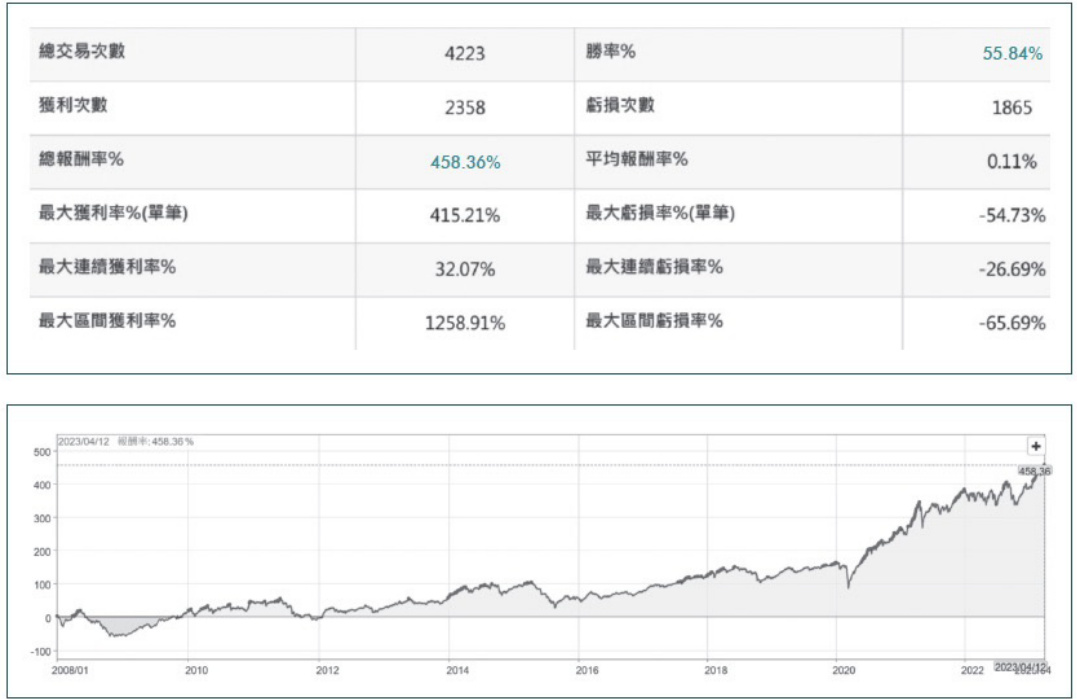 總交易次數 4223 勝率% 55.84%
獲利次數 2358 虧損次數 1865
總報酬率% 458.36% 平均報酬率% 0.11%
最大獲利率%(單筆) 415.21% 最大虧損率%(單筆) -54.73%
最大連續獲利率% 32.07% 最大連續虧損率% -26.69%
最大區間獲利率% 1258.91% 最大區間虧損率% -65.69%
2023/04/12 報酬率:458.36%
+
500
458.36
400
300
200
100
0
-100
2008/01 2010 2012 2014 2016 2018 2020 2022 2023/04/12